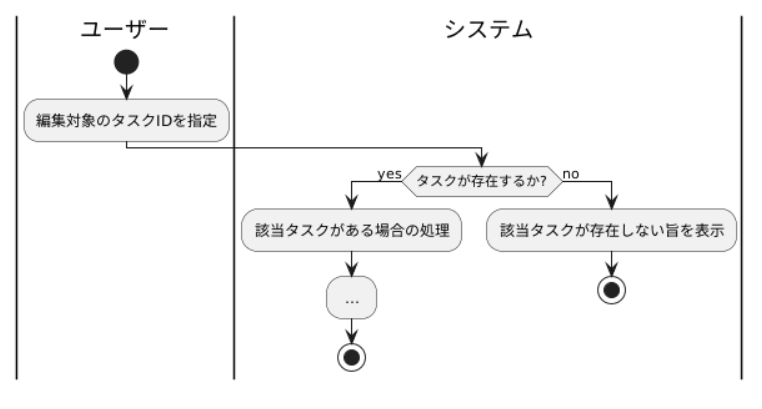 ユーザー
システム
編集対象のタスクIDを指定
タスクが存在するか?
yes
no
該当タスクがある場合の処理
該当タスクが存在しない旨を表示
...